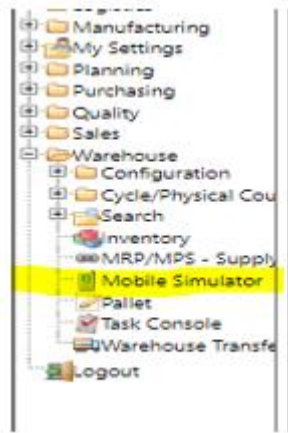 Logistics
Manufacturing
My Settings
Planning
Purchasing
Quality
Sales
Warehouse
Configuration
Cycle/Physical Cou
Search
Inventory
MRP/MPS - Supply
Mobile Simulator
Pallet
Task Console
Warehouse Transfe
Logout